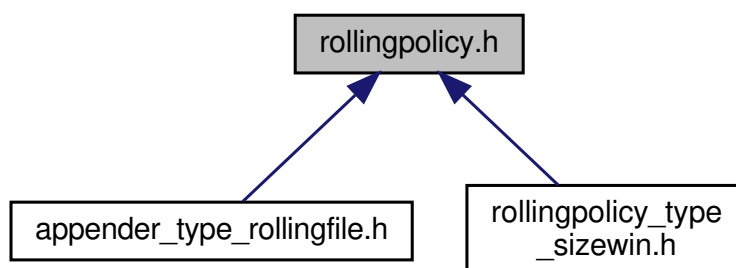 rollingpolicy.h
appender_type_rollingfile.h
rollingpolicy_type
_sizewin.h